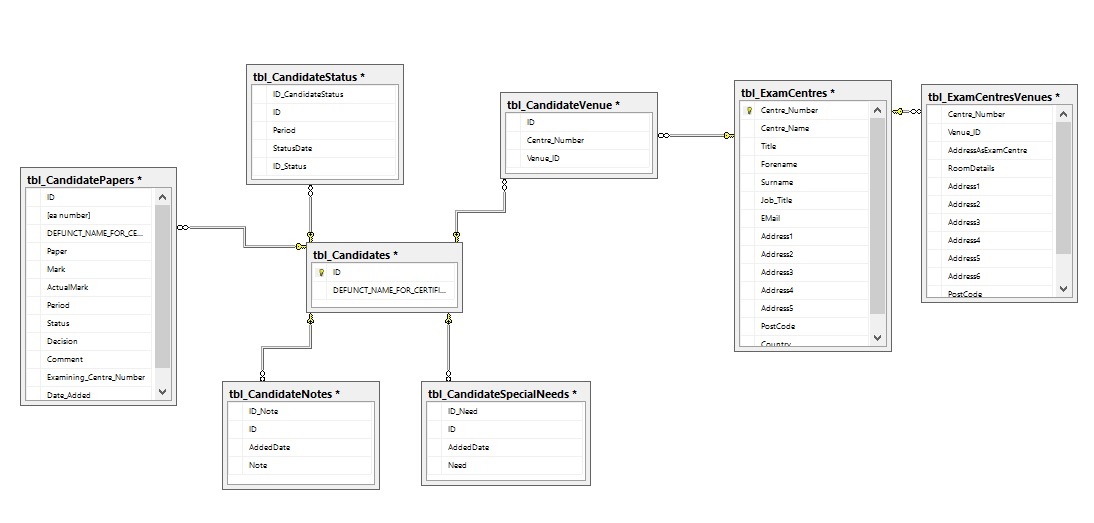 tbl_CandidateStatus *
ID_CandidateStatus
ID
Period
StatusDate
ID_Status
tbl_CandidateVenue *
ID
Centre_Number
Venue_ID
tbl_ExamCentres *
Centre_Number
Centre_Name
Title
Forename
Surname
Job_Title
EMail
Address1
Address2
Address3
Address4
Address5
PostCode
Country
tbl_ExamCentresVenues *
Centre_Number
Venue_ID
AddressAsExamCentre
RoomDetails
Address1
Address2
Address3
Address4
Address5
Address6
PostCode
tbl_CandidatePapers *
ID
[ea number]
DEFUNCT_NAME_FOR_CE...
Paper
Mark
ActualMark
Period
Status
Decision
Comment
Examining_Centre_Number
Date_Added
tbl_Candidates *
ID
DEFUNCT_NAME_FOR_CERTIFI...
tbl_CandidateNotes *
ID_Note
ID
AddedDate
Note
tbl_CandidateSpecialNeeds *
ID_Need
ID
AddedDate
Need